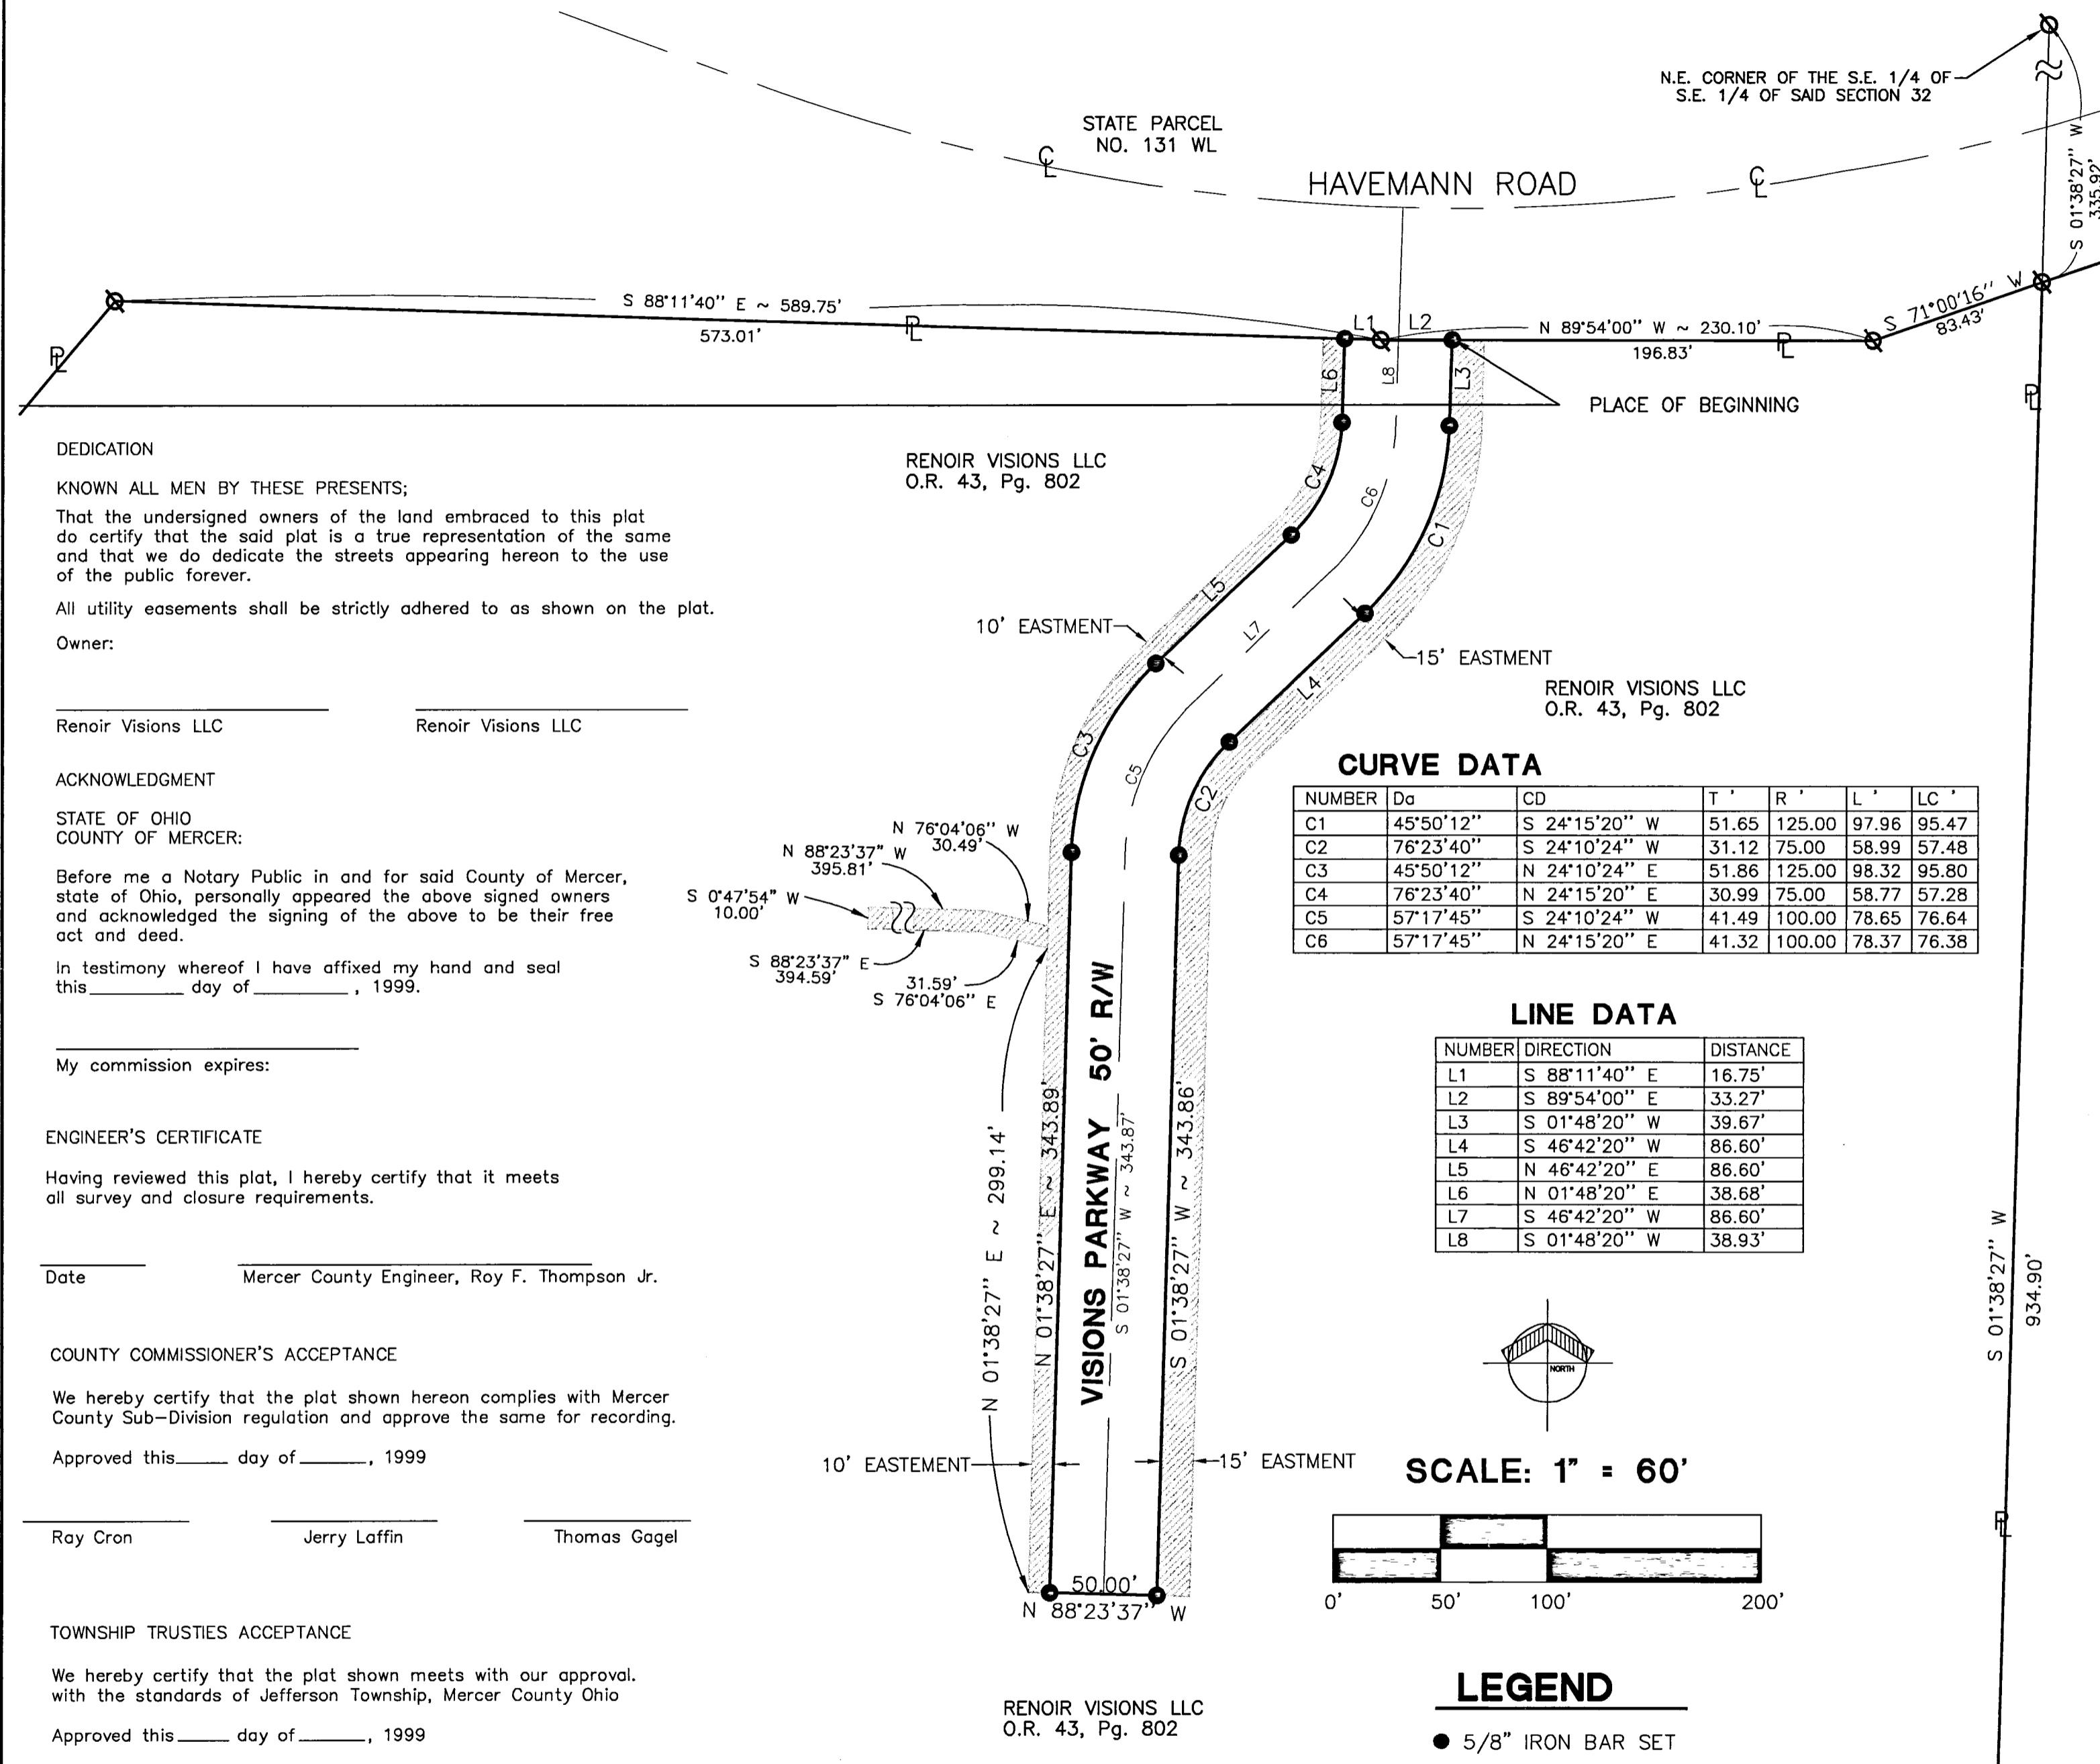 N.E. CORNER OF THE S.E. 1/4 OF
S.E. 1/4 OF SAID SECTION 32
S 01°38'27" W
335.92'
STATE PARCEL
NO. 131 WL
HAVEMANN ROAD
S 88°11'40" E ~ 589.75'
573.01'
L1
L2
N 89°54'00" W ~ 230.10'
196.83'
S 71°00'16" W
83.43'
L6
L8
L3
PLACE OF BEGINNING
DEDICATION
KNOWN ALL MEN BY THESE PRESENTS;
That the undersigned owners of the land embraced to this plat
do certify that the said plat is a true representation of the same
and that we do dedicate the streets appearing hereon to the use
of the public forever.
All utility easements shall be strictly adhered to as shown on the plat.
Owner:
Renoir Visions LLC
Renoir Visions LLC
ACKNOWLEDGMENT
STATE OF OHIO
COUNTY OF MERCER:
Before me a Notary Public in and for said County of Mercer,
state of Ohio, personally appeared the above signed owners
and acknowledged the signing of the above to be their free
act and deed.
In testimony whereof I have affixed my hand and seal
this________ day of________ , 1999.
My commission expires:
ENGINEER'S CERTIFICATE
Having reviewed this plat, I hereby certify that it meets
all survey and closure requirements.
Date
Mercer County Engineer, Roy F. Thompson Jr.
COUNTY COMMISSIONER'S ACCEPTANCE
We hereby certify that the plat shown hereon complies with Mercer
County Sub-Division regulation and approve the same for recording.
Approved this____ day of_____, 1999
Ray Cron
Jerry Laffin
Thomas Gagel
TOWNSHIP TRUSTIES ACCEPTANCE
We hereby certify that the plat shown meets with our approval.
with the standards of Jefferson Township, Mercer County Ohio
Approved this____ day of_____, 1999
RENOIR VISIONS LLC
O.R. 43, Pg. 802
C4
C6
C1
L5
L7
10' EASTMENT
15' EASTMENT
L4
RENOIR VISIONS LLC
O.R. 43, Pg. 802
C3
C5
C2
N 76°04'06" W
30.49'
N 88°23'37" W
395.81'
S 0°47'54" W
10.00'
S 88°23'37" E
394.59'
31.59'
S 76°04'06" E
N 01°38'27" E ~ 299.14'
N 01°38'27" E ~ 343.89'
VISIONS PARKWAY 50' R/W
S 01°38'27" W ~ 343.87'
S 01°38'27" W ~ 343.86'
10' EASTEMENT
15' EASTMENT
50.00'
N 88°23'37" W
RENOIR VISIONS LLC
O.R. 43, Pg. 802
CURVE DATA
NUMBER Da CD T ' R ' L ' LC '
C1 45°50'12" S 24°15'20" W 51.65 125.00 97.96 95.47
C2 76°23'40" S 24°10'24" W 31.12 75.00 58.99 57.48
C3 45°50'12" N 24°10'24" E 51.86 125.00 98.32 95.80
C4 76°23'40" N 24°15'20" E 30.99 75.00 58.77 57.28
C5 57°17'45" S 24°10'24" W 41.49 100.00 78.65 76.64
C6 57°17'45" N 24°15'20" E 41.32 100.00 78.37 76.38
LINE DATA
NUMBER DIRECTION DISTANCE
L1 S 88°11'40" E 16.75'
L2 S 89°54'00" E 33.27'
L3 S 01°48'20" W 39.67'
L4 S 46°42'20" W 86.60'
L5 N 46°42'20" E 86.60'
L6 N 01°48'20" E 38.68'
L7 S 46°42'20" W 86.60'
L8 S 01°48'20" W 38.93'
S 01°38'27" W
934.90'
NORTH
SCALE: 1" = 60'
0' 50' 100' 200'
LEGEND
● 5/8" IRON BAR SET